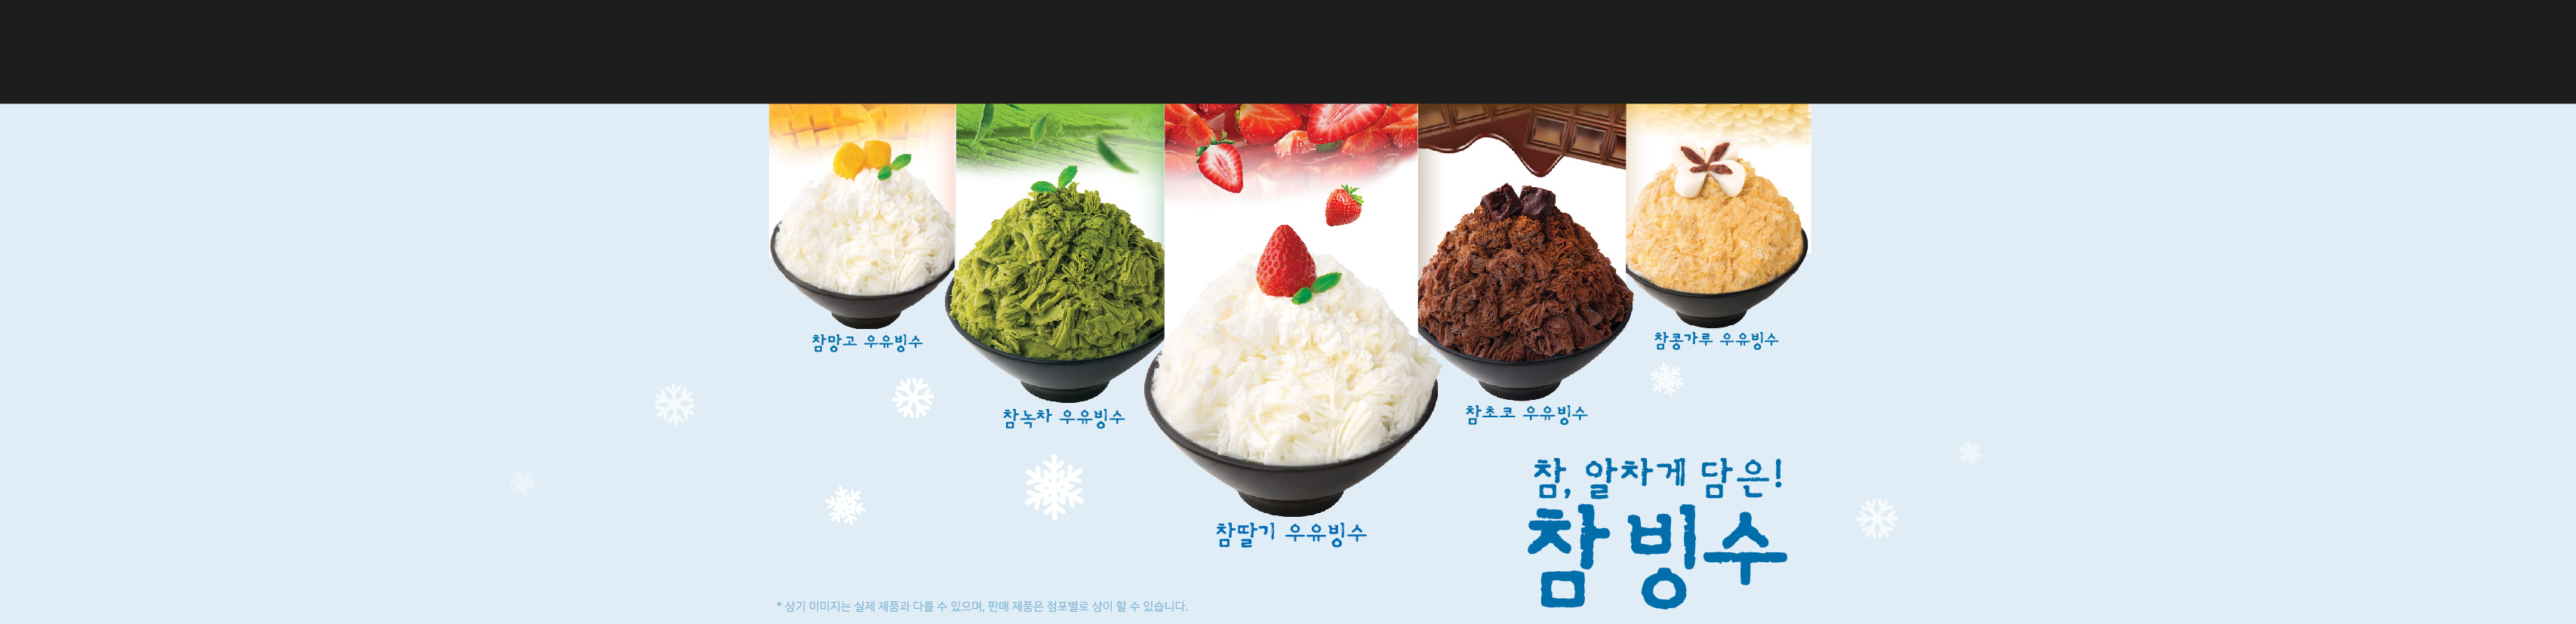 참망고 우유빙수
참녹차 우유빙수
참딸기 우유빙수
참초코 우유빙수
참콩가루 우유빙수
참, 알차게 담은!
참빙수
* 상기 이미지는 실제 제품과 다를 수 있으며, 판매 제품은 점포별로 상이 할 수 있습니다.